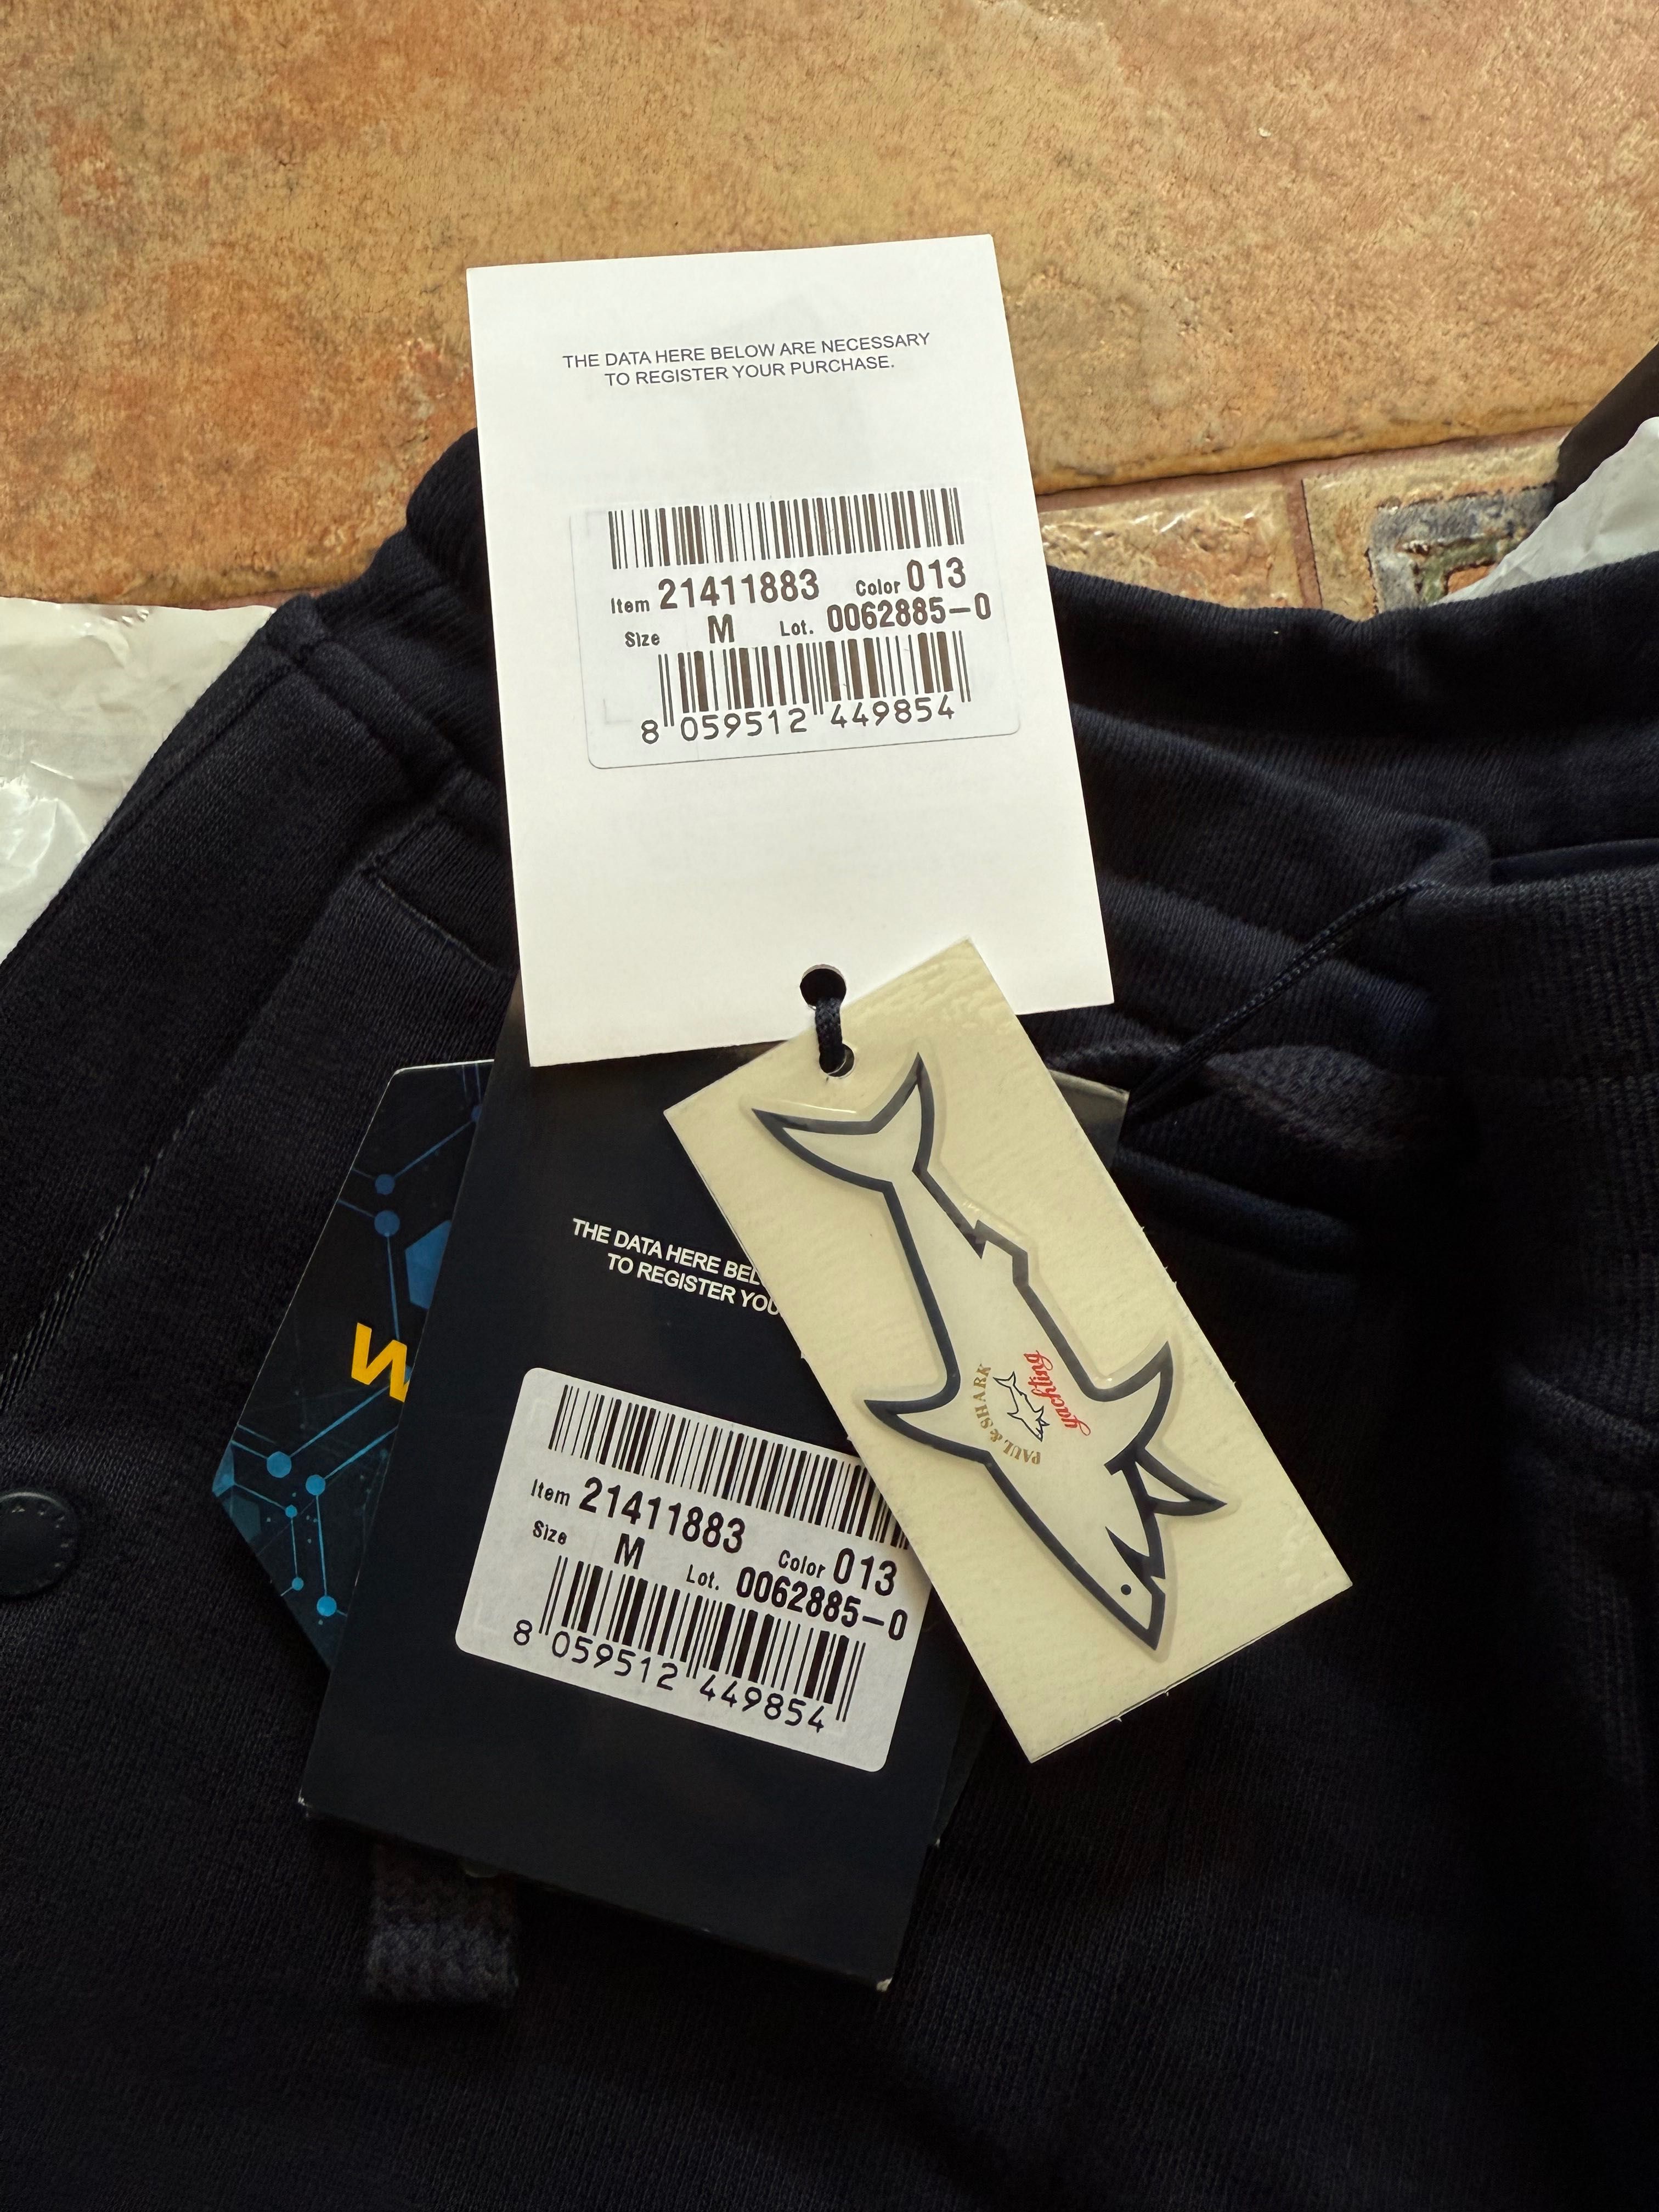 THE DATA HERE BELOW ARE NECESSARY
TO REGISTER YOUR PURCHASE.
Item 21411883 Color 013
Size M Lot. 0062885-0
8 059512 449854
PAUL & SHARK
yachting
THE DATA HERE BEL
TO REGISTER YOU
W
Item 21411883 Color 013
Size M Lot. 0062885-0
8 059512 449854